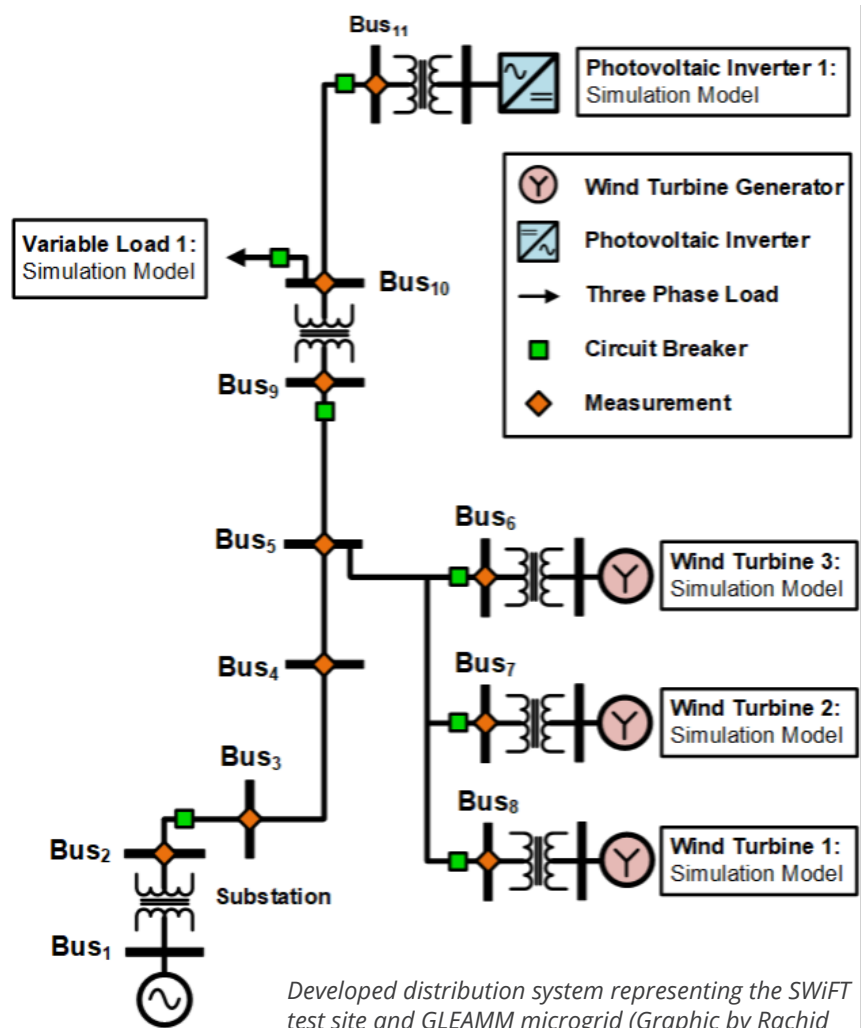 Bus11
Photovoltaic Inverter 1:
Simulation Model
Wind Turbine Generator
Photovoltaic Inverter
Three Phase Load
Circuit Breaker
Measurement
Variable Load 1:
Simulation Model
Bus10
Bus9
Bus5
Bus6
Wind Turbine 3:
Simulation Model
Bus4
Bus7
Wind Turbine 2:
Simulation Model
Bus3
Bus8
Wind Turbine 1:
Simulation Model
Bus2
Substation
Bus1
Developed distribution system representing the SWiFT
test site and GLEAMM microgrid (Graphic by Rachid